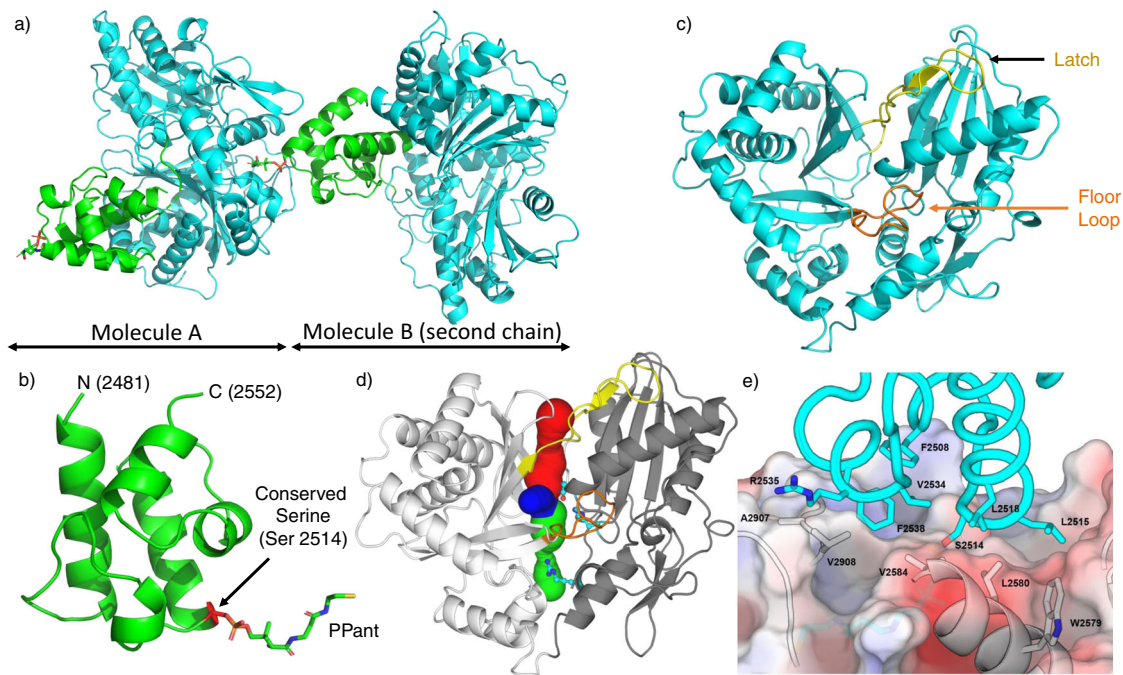 a)
c)
Latch
Floor
Loop
Molecule A
Molecule B (second chain)
b)
N (2481)
C (2552)
Conserved
Serine
(Ser 2514)
PPant
d)
e)
F2508
R2535
V2534
A2907
L2518
L2515
F2538
S2514
V2908
V2584
L2580
W2579